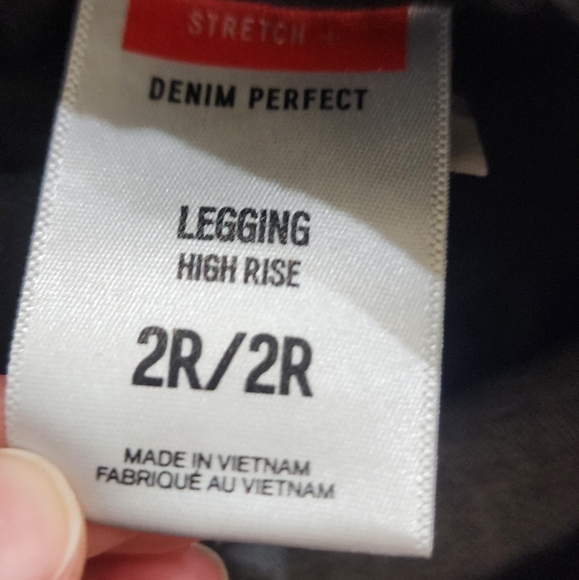 STRETCH
DENIM PERFECT
LEGGING
HIGH RISE
2R/2R
MADE IN VIETNAM
FABRIQUÉ AU VIETNAM